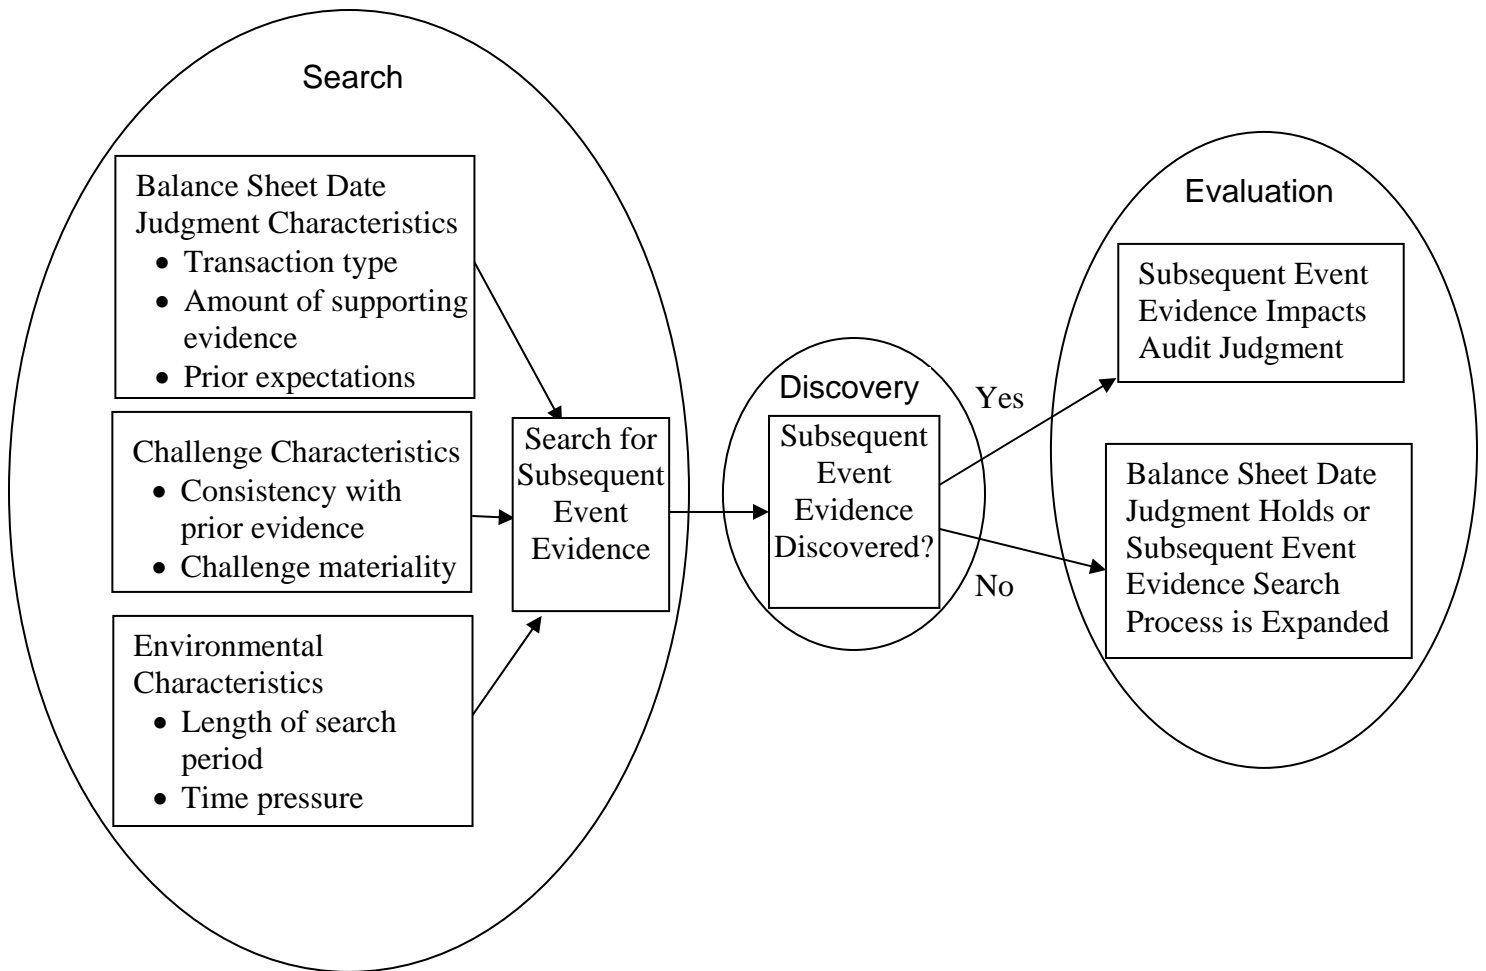 Search
Balance Sheet Date
Judgment Characteristics
• Transaction type
• Amount of supporting
evidence
• Prior expectations
Challenge Characteristics
• Consistency with
prior evidence
• Challenge materiality
Environmental
Characteristics
• Length of search
period
• Time pressure
Search for
Subsequent
Event
Evidence
Discovery
Subsequent
Event
Evidence
Discovered?
Yes
No
Evaluation
Subsequent Event
Evidence Impacts
Audit Judgment
Balance Sheet Date
Judgment Holds or
Subsequent Event
Evidence Search
Process is Expanded